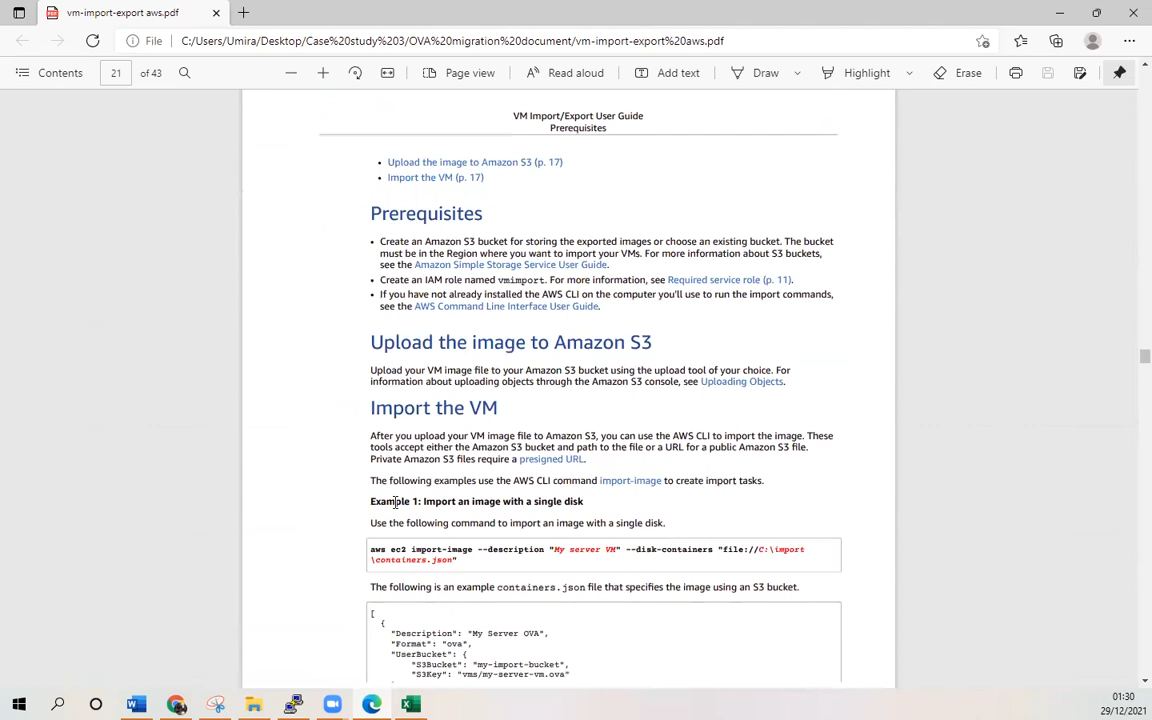 vm-import-export aws.pdf
File
C:/Users/Umira/Desktop/Case%20study%203/OVA%20migration%20document/vm-import-export%20aws.pdf
Contents
21
of 43
Page view
Read aloud
Add text
Draw
Highlight
Erase
VM Import/Export User Guide
Prerequisites
• Upload the image to Amazon S3 (p. 17)
• Import the VM (p. 17)
Prerequisites
• Create an Amazon S3 bucket for storing the exported images or choose an existing bucket. The bucket
must be in the Region where you want to import your VMs. For more information about S3 buckets,
see the Amazon Simple Storage Service User Guide.
• Create an IAM role named vmimport. For more information, see Required service role (p. 11).
• If you have not already installed the AWS CLI on the computer you'll use to run the import commands,
see the AWS Command Line Interface User Guide.
Upload the image to Amazon S3
Upload your VM image file to your Amazon S3 bucket using the upload tool of your choice. For
information about uploading objects through the Amazon S3 console, see Uploading Objects.
Import the VM
After you upload your VM image file to Amazon S3, you can use the AWS CLI to import the image. These
tools accept either the Amazon S3 bucket and path to the file or a URL for a public Amazon S3 file.
Private Amazon S3 files require a presigned URL.
The following examples use the AWS CLI command import-image to create import tasks.
Example 1: Import an image with a single disk
Use the following command to import an image with a single disk.
aws ec2 import-image --description "My server VM" --disk-containers "file://C:\import
\containers.json"
The following is an example containers.json file that specifies the image using an S3 bucket.
[
{
"Description": "My Server OVA",
"Format": "ova",
"UserBucket": {
"S3Bucket": "my-import-bucket",
"S3Key": "vms/my-server-vm.ova"
01:30
29/12/2021